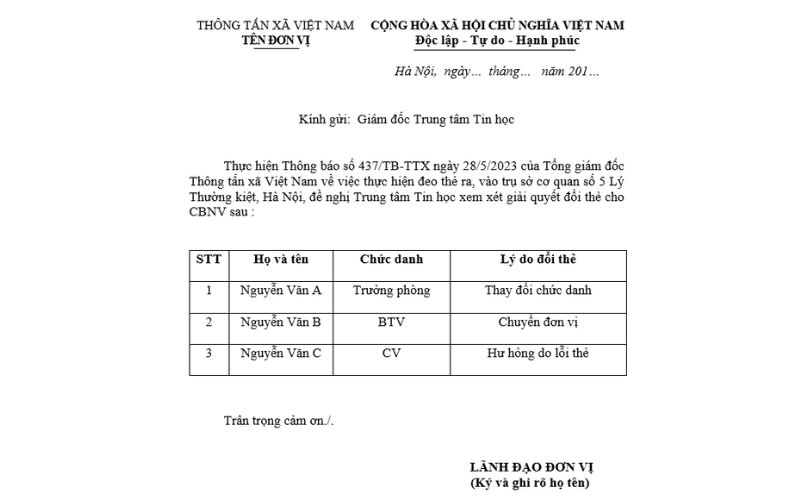 THÔNG TẤN XÃ VIỆT NAM
TÊN ĐƠN VỊ
CỘNG HÒA XÃ HỘI CHỦ NGHĨA VIỆT NAM
Độc lập - Tự do - Hạnh phúc
Hà Nội, ngày… tháng… năm 201…
Kính gửi: Giám đốc Trung tâm Tin học
Thực hiện Thông báo số 437/TB-TTX ngày 28/5/2023 của Tổng giám đốc
Thông tấn xã Việt Nam về việc thực hiện đeo thẻ ra, vào trụ sở cơ quan số 5 Lý
Thường kiệt, Hà Nội, đề nghị Trung tâm Tin học xem xét giải quyết đổi thẻ cho
CBNV sau :
STT Họ và tên Chức danh Lý do đổi thẻ
1 Nguyễn Văn A Trưởng phòng Thay đổi chức danh
2 Nguyễn Văn B BTV Chuyển đơn vị
3 Nguyễn Văn C CV Hư hỏng do lỗi thẻ
Trân trọng cảm ơn./.
LÃNH ĐẠO ĐƠN VỊ
(Ký và ghi rõ họ tên)